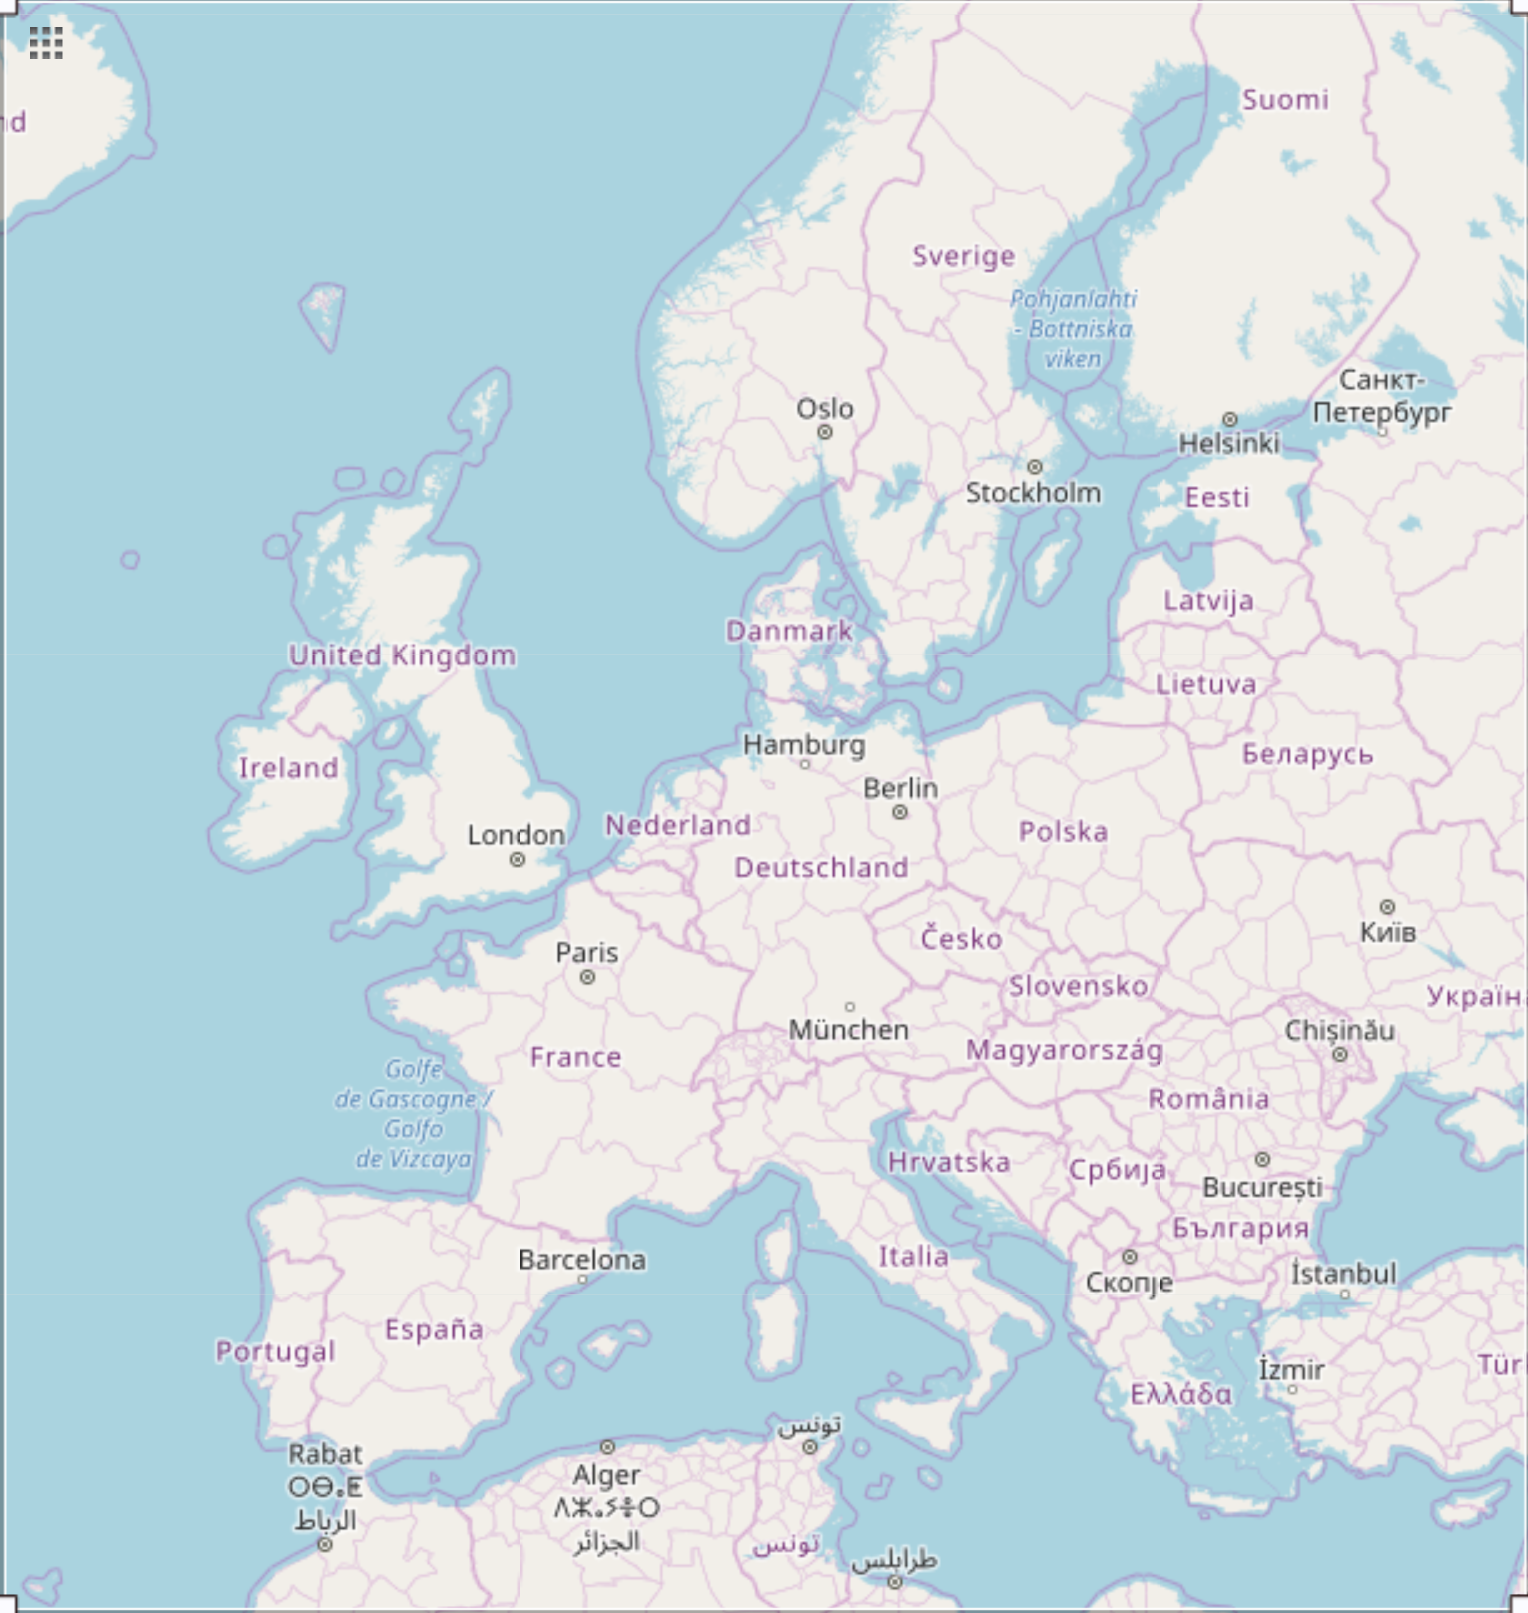 nd
Suomi
Sverige
Pohjanlahti
- Bottniska
viken
Санкт-
Петербург
Oslo
Helsinki
Stockholm
Eesti
Latvija
Danmark
United Kingdom
Lietuva
Hamburg
Беларусь
Ireland
Berlin
Nederland
Polska
London
Deutschland
Česko
Київ
Paris
Slovensko
Україн
München
Chișinău
Magyarország
France
Golfe
de Gascogne /
Golfo
de Vizcaya
România
Hrvatska
Србија
București
България
Italia
Barcelona
Скопје
İstanbul
España
Portugal
Tür
İzmir
Ελλάδα
تونس
Rabat
ⵔⴱⴰⵟ
الرباط
Alger
ⴷⵣⴰⵢⴻⵔ
الجزائر
تونس
طرابلس